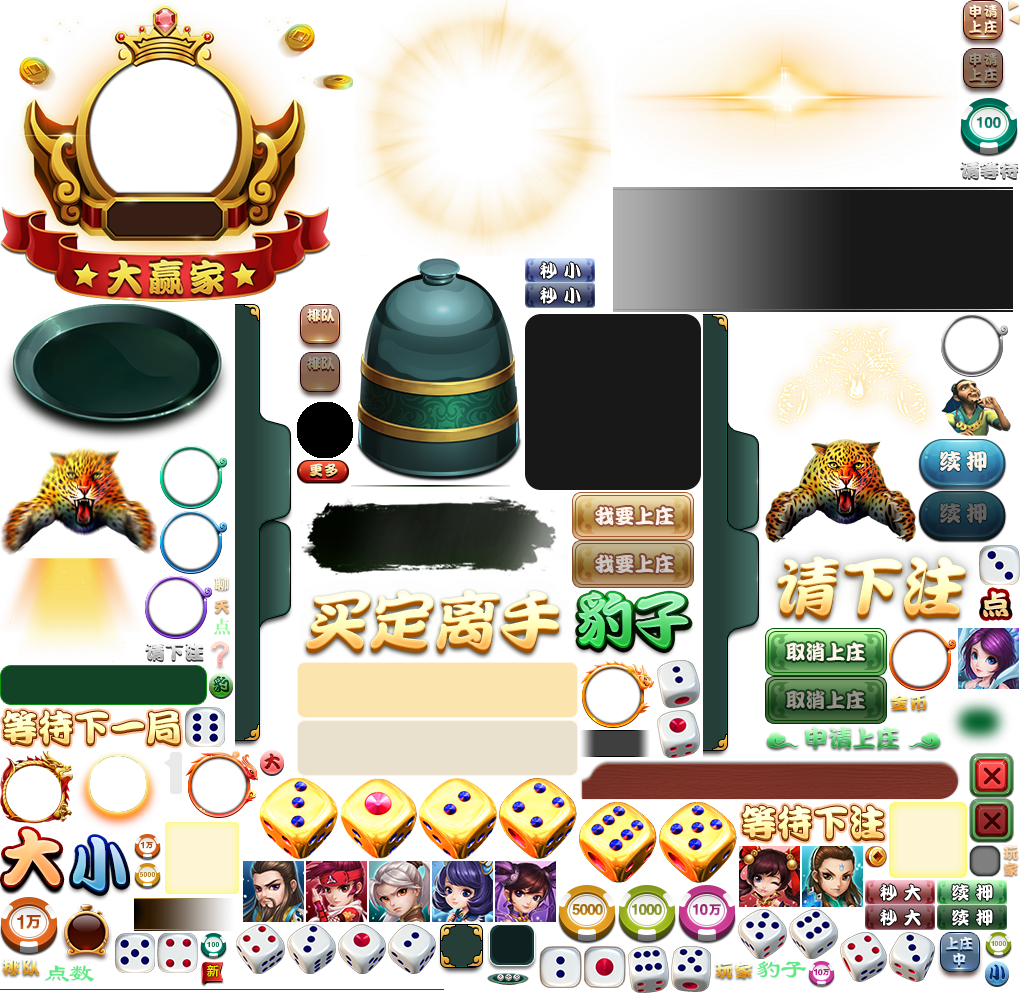 申请
上庄
申请
上庄
100
请等待
大赢家
秒 小
秒 小
排队
排队
更多
续 押
续 押
我要上庄
我要上庄
请下注
点
聊
天
点
买定离手
豹子
请下注
?
取消上庄
取消上庄
豹
金币
等待下一局
申请上庄
大
大
小
1万
5000
等待下注
玩
家
秒 大
续 押
秒 大
续 押
5000
1000
10万
1万
100
上庄
中
1000
排队
点数
新
玩家
豹子
10万
小